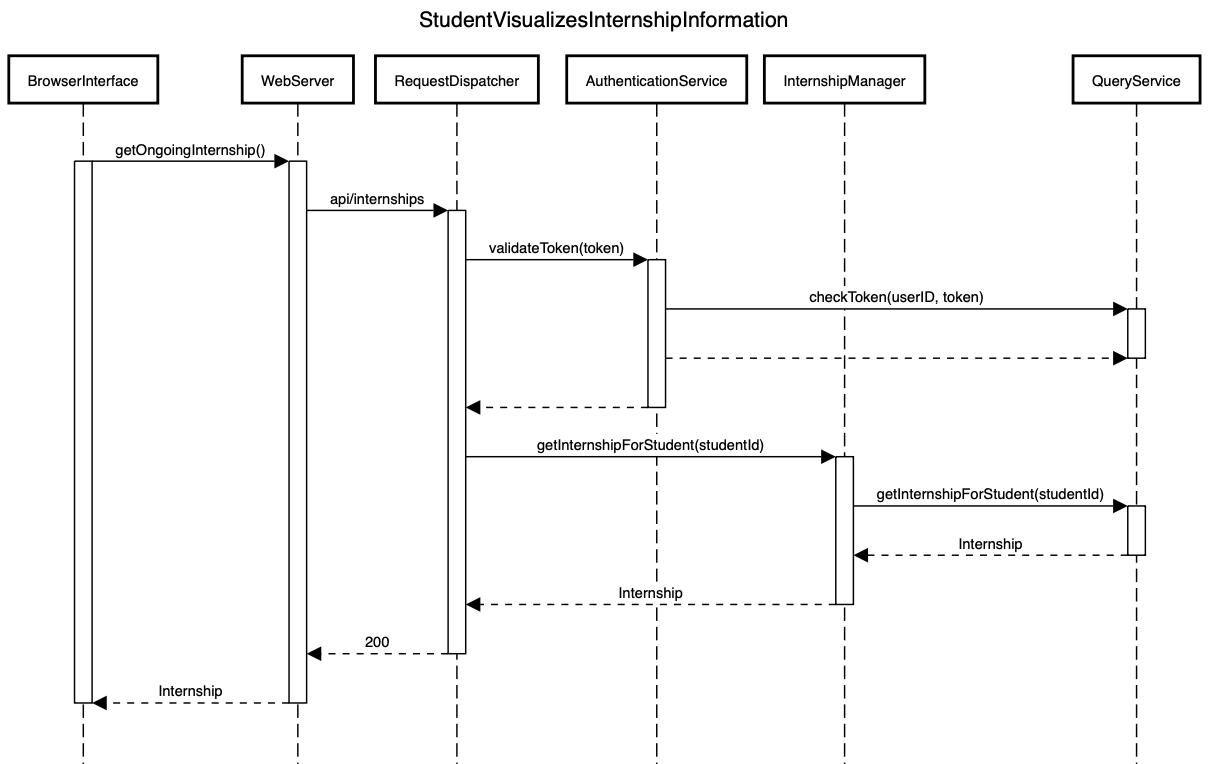 StudentVisualizesInternshipInformation
BrowserInterface
WebServer
RequestDispatcher
AuthenticationService
InternshipManager
QueryService
getOngoingInternship()
api/internships
validateToken(token)
checkToken(userID, token)
getInternshipForStudent(studentId)
getInternshipForStudent(studentId)
Internship
Internship
200
Internship